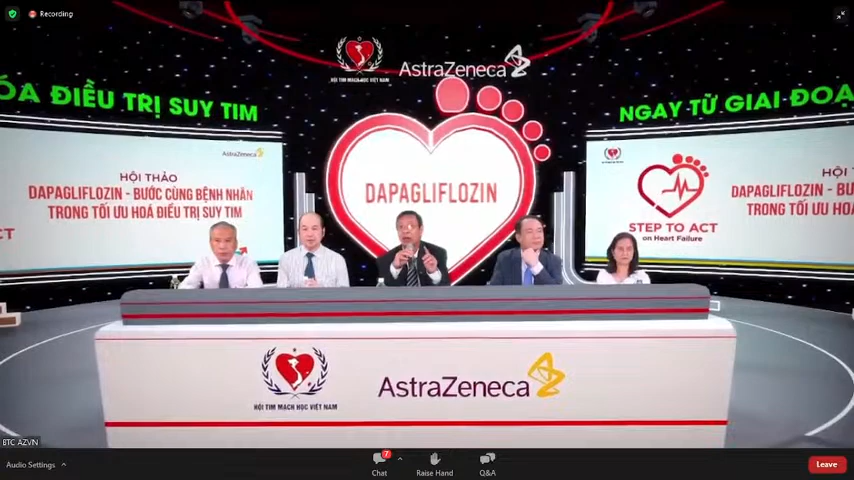 Recording
HỘI TIM MẠCH HỌC VIỆT NAM
AstraZeneca
ÓA ĐIỀU TRỊ SUY TIM
NGAY TỪ GIAI ĐOẠ
AstraZeneca
HỘI THẢO
DAPAGLIFLOZIN - BƯỚC CÙNG BỆNH NHÂN
TRONG TỐI ƯU HOÁ ĐIỀU TRỊ SUY TIM
CT
DAPAGLIFLOZIN
STEP TO ACT
on Heart Failure
HỘI T
DAPAGLIFLOZIN - BƯ
TRONG TỐI ƯU HOÁ
HỘI TIM MẠCH HỌC VIỆT NAM
AstraZeneca
BTC AZVN
Audio Settings
7
Chat
Raise Hand
Q&A
Leave